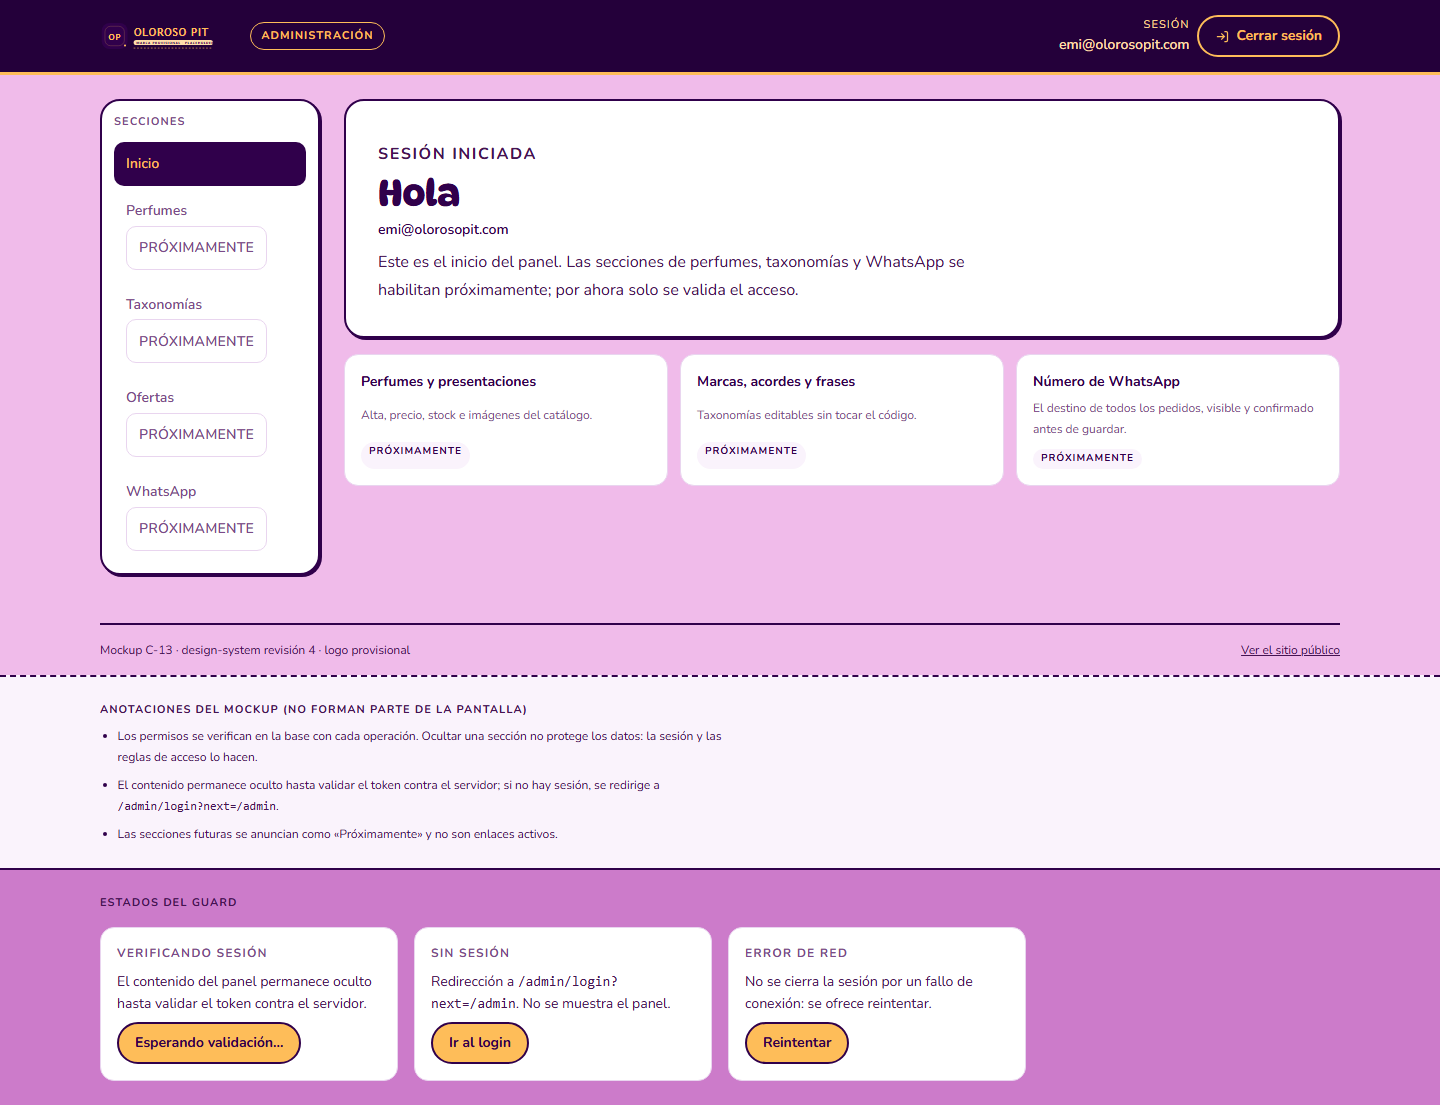 OP
OLOROSO PIT
ADMINISTRACIÓN
SESIÓN
emi@olorosopit.com
Cerrar sesión
SECCIONES
Inicio
Perfumes
PRÓXIMAMENTE
Taxonomías
PRÓXIMAMENTE
Ofertas
PRÓXIMAMENTE
WhatsApp
PRÓXIMAMENTE
SESIÓN INICIADA
Hola
emi@olorosopit.com
Este es el inicio del panel. Las secciones de perfumes, taxonomías y WhatsApp se
habilitan próximamente; por ahora solo se valida el acceso.
Perfumes y presentaciones
Alta, precio, stock e imágenes del catálogo.
PRÓXIMAMENTE
Marcas, acordes y frases
Taxonomías editables sin tocar el código.
PRÓXIMAMENTE
Número de WhatsApp
El destino de todos los pedidos, visible y confirmado
antes de guardar.
PRÓXIMAMENTE
Mockup C-13 · design-system revisión 4 · logo provisional
Ver el sitio público
ANOTACIONES DEL MOCKUP (NO FORMAN PARTE DE LA PANTALLA)
• Los permisos se verifican en la base con cada operación. Ocultar una sección no protege los datos: la sesión y las
reglas de acceso lo hacen.
• El contenido permanece oculto hasta validar el token contra el servidor; si no hay sesión, se redirige a
/admin/login?next=/admin.
• Las secciones futuras se anuncian como «Próximamente» y no son enlaces activos.
ESTADOS DEL GUARD
VERIFICANDO SESIÓN
El contenido del panel permanece oculto
hasta validar el token contra el servidor.
Esperando validación…
SIN SESIÓN
Redirección a /admin/login?
next=/admin. No se muestra el panel.
Ir al login
ERROR DE RED
No se cierra la sesión por un fallo de
conexión: se ofrece reintentar.
Reintentar